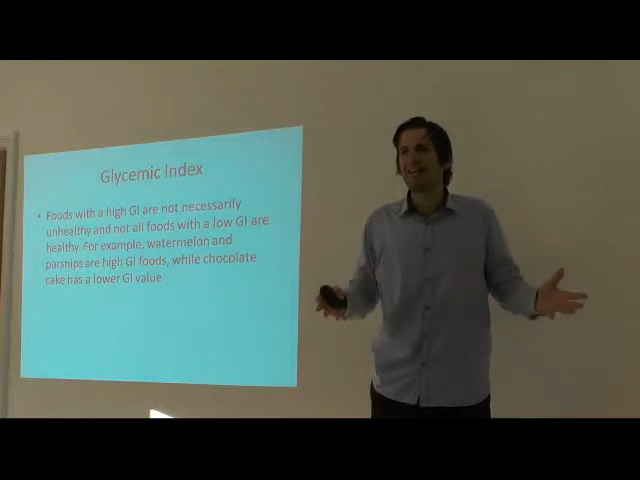 Glycemic Index
• Foods with a high GI are not necessarily
unhealthy and not all foods with a low GI are
healthy. For example, watermelon and
parsnips are high GI foods, while chocolate
cake has a lower GI value